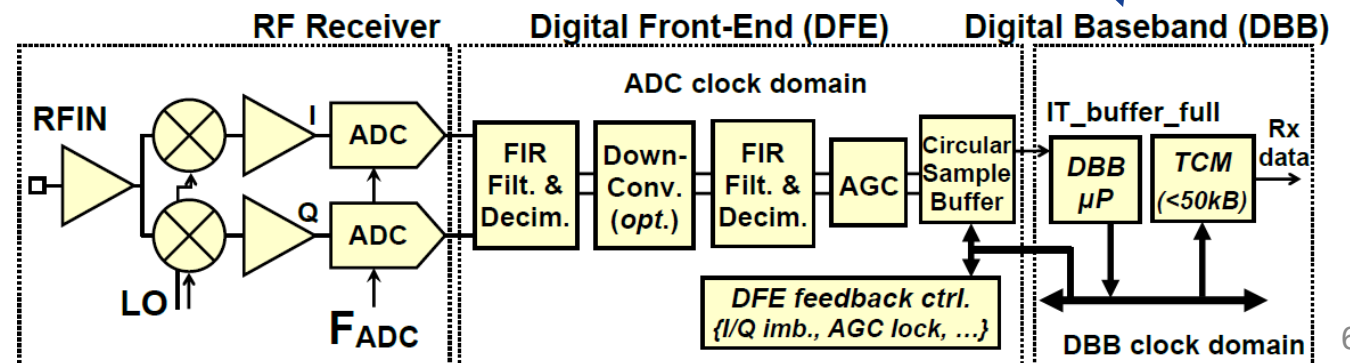 RF Receiver
Digital Front-End (DFE)
Digital Baseband (DBB)
RFIN
I
ADC
Q
ADC
LO
FADC
ADC clock domain
FIR
Filt. &
Decim.
Down-
Conv.
(opt.)
FIR
Filt. &
Decim.
AGC
Circular
Sample
Buffer
DFE feedback ctrl.
{I/Q imb., AGC lock, ...}
IT_buffer_full
DBB
µP
TCM
(<50kB)
Rx
data
DBB clock domain
6